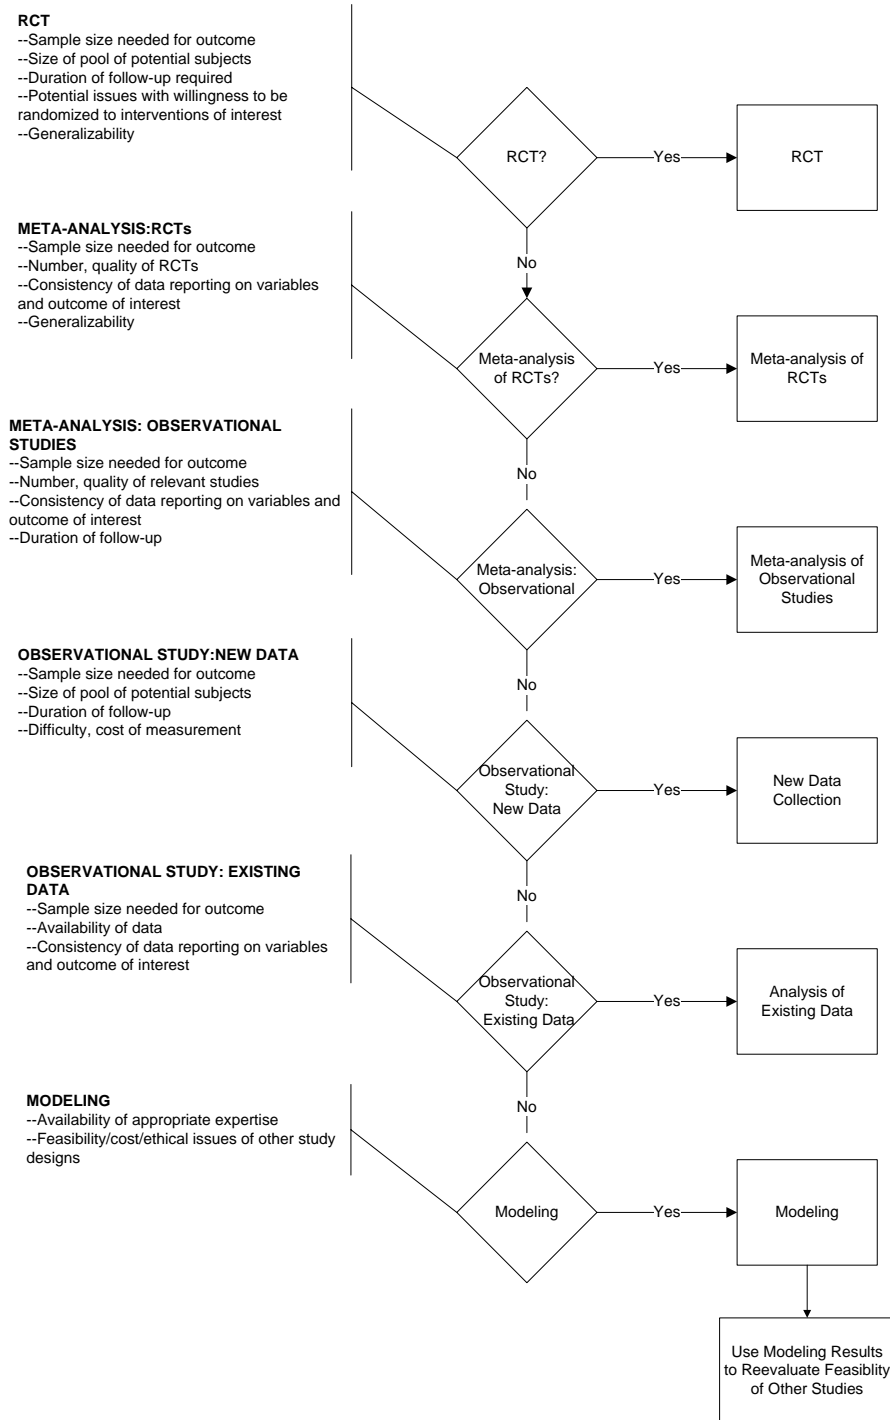 RCT
--Sample size needed for outcome
--Size of pool of potential subjects
--Duration of follow-up required
--Potential issues with willingness to be
randomized to interventions of interest
--Generalizability
RCT?
Yes
RCT
No
META-ANALYSIS:RCTs
--Sample size needed for outcome
--Number, quality of RCTs
--Consistency of data reporting on variables
and outcome of interest
--Generalizability
Meta-analysis
of RCTs?
Yes
Meta-analysis of
RCTs
No
META-ANALYSIS: OBSERVATIONAL
STUDIES
--Sample size needed for outcome
--Number, quality of relevant studies
--Consistency of data reporting on variables and
outcome of interest
--Duration of follow-up
Meta-analysis:
Observational
Yes
Meta-analysis of
Observational
Studies
No
OBSERVATIONAL STUDY:NEW DATA
--Sample size needed for outcome
--Size of pool of potential subjects
--Duration of follow-up
--Difficulty, cost of measurement
Observational
Study:
New Data
Yes
New Data
Collection
No
OBSERVATIONAL STUDY: EXISTING
DATA
--Sample size needed for outcome
--Availability of data
--Consistency of data reporting on variables
and outcome of interest
Observational
Study:
Existing Data
Yes
Analysis of
Existing Data
No
MODELING
--Availability of appropriate expertise
--Feasibility/cost/ethical issues of other study
designs
Modeling
Yes
Modeling
Use Modeling Results
to Reevaluate Feasiblity
of Other Studies